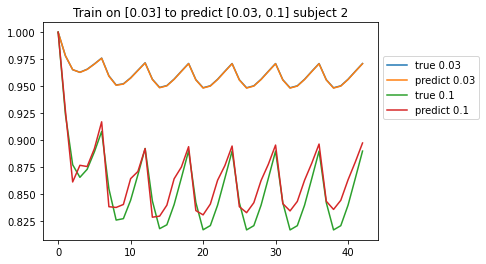 Train on [0.03] to predict [0.03, 0.1] subject 2
1.000
0.975
0.950
0.925
0.900
0.875
0.850
0.825
0
10
20
30
40
true 0.03
predict 0.03
true 0.1
predict 0.1